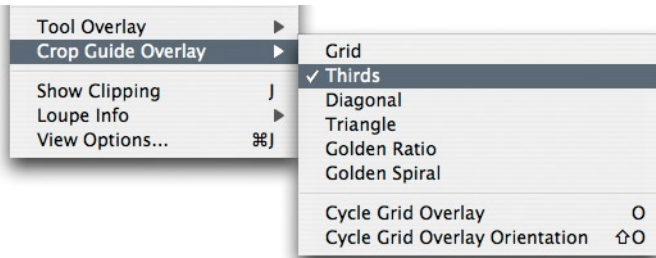 Tool Overlay ▶
Crop Guide Overlay ▶
Show Clipping J
Loupe Info ▶
View Options... ⌘J
Grid
✓ Thirds
Diagonal
Triangle
Golden Ratio
Golden Spiral
Cycle Grid Overlay O
Cycle Grid Overlay Orientation ⇧O